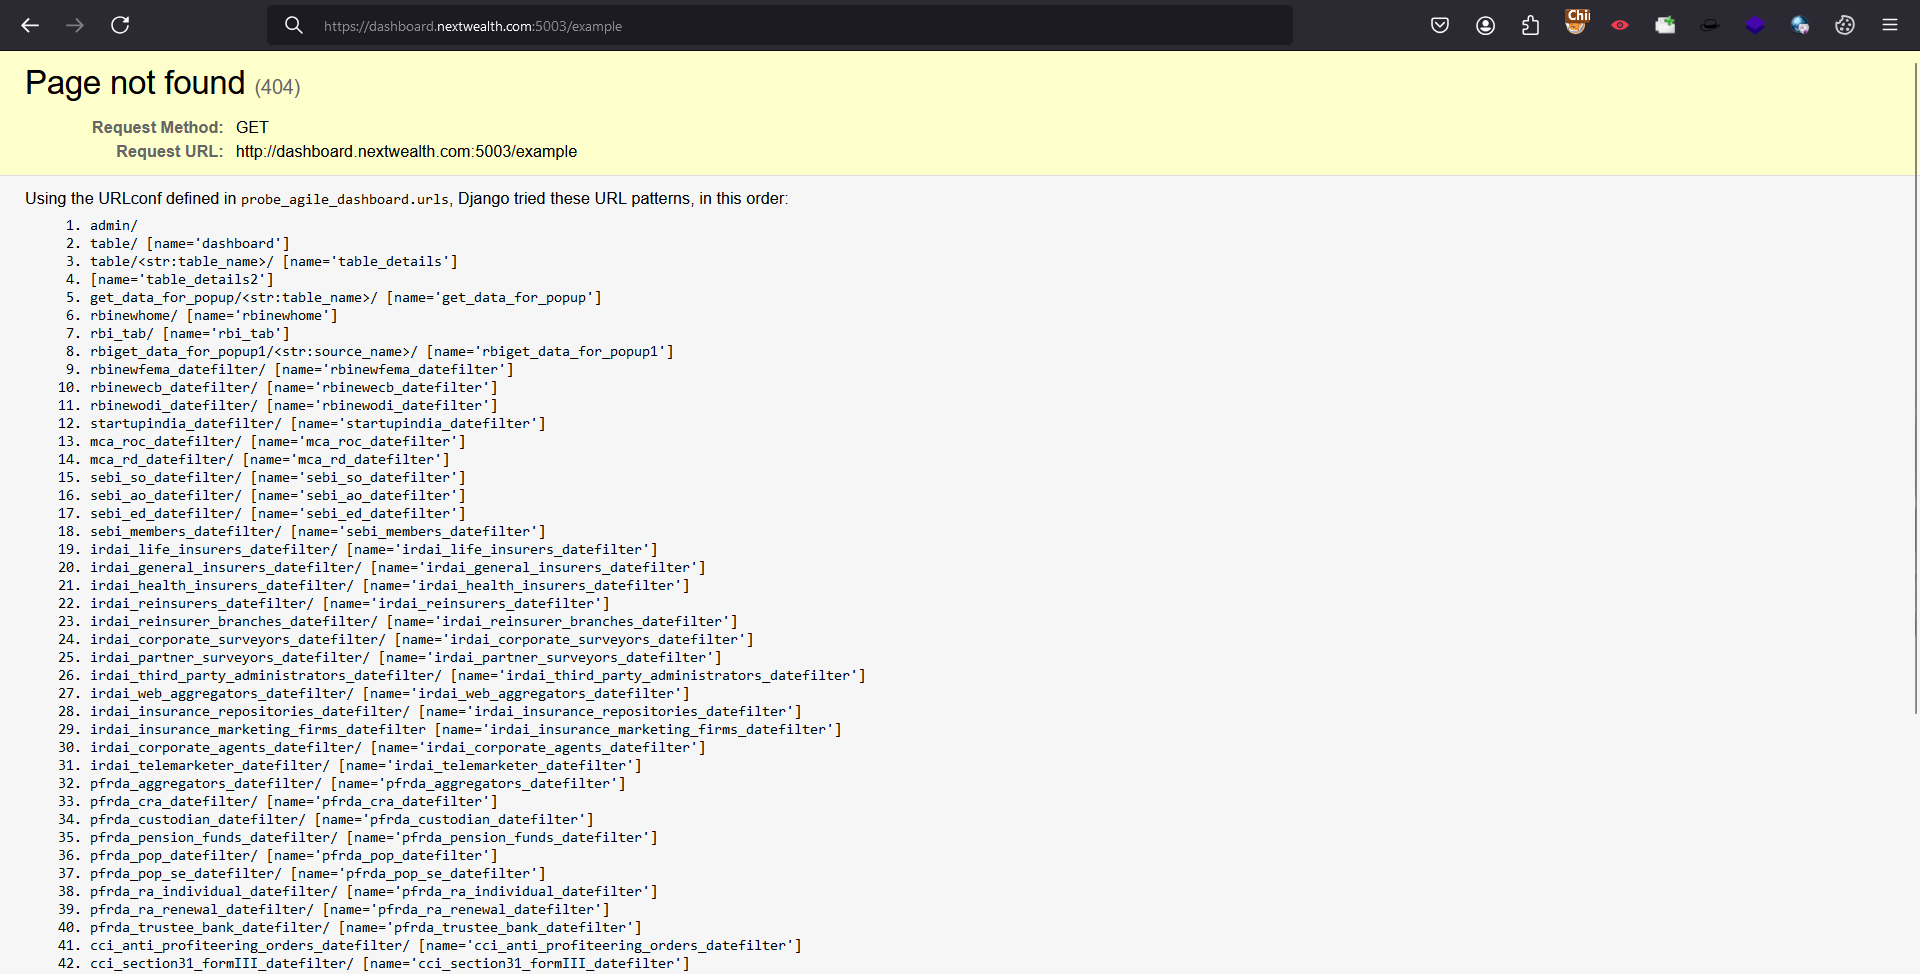 https://dashboard.nextwealth.com:5003/example
Chi
Page not found (404)
Request Method: GET
Request URL: http://dashboard.nextwealth.com:5003/example
Using the URLconf defined in probe_agile_dashboard.urls, Django tried these URL patterns, in this order:
1. admin/
2. table/ [name='dashboard']
3. table/<str:table_name>/ [name='table_details']
4. [name='table_details2']
5. get_data_for_popup/<str:table_name>/ [name='get_data_for_popup']
6. rbinewhome/ [name='rbinewhome']
7. rbi_tab/ [name='rbi_tab']
8. rbiget_data_for_popup1/<str:source_name>/ [name='rbiget_data_for_popup1']
9. rbinewfema_datefilter/ [name='rbinewfema_datefilter']
10. rbinewecb_datefilter/ [name='rbinewecb_datefilter']
11. rbinewodi_datefilter/ [name='rbinewodi_datefilter']
12. startupindia_datefilter/ [name='startupindia_datefilter']
13. mca_roc_datefilter/ [name='mca_roc_datefilter']
14. mca_rd_datefilter/ [name='mca_rd_datefilter']
15. sebi_so_datefilter/ [name='sebi_so_datefilter']
16. sebi_ao_datefilter/ [name='sebi_ao_datefilter']
17. sebi_ed_datefilter/ [name='sebi_ed_datefilter']
18. sebi_members_datefilter/ [name='sebi_members_datefilter']
19. irdai_life_insurers_datefilter/ [name='irdai_life_insurers_datefilter']
20. irdai_general_insurers_datefilter/ [name='irdai_general_insurers_datefilter']
21. irdai_health_insurers_datefilter/ [name='irdai_health_insurers_datefilter']
22. irdai_reinsurers_datefilter/ [name='irdai_reinsurers_datefilter']
23. irdai_reinsurer_branches_datefilter/ [name='irdai_reinsurer_branches_datefilter']
24. irdai_corporate_surveyors_datefilter/ [name='irdai_corporate_surveyors_datefilter']
25. irdai_partner_surveyors_datefilter/ [name='irdai_partner_surveyors_datefilter']
26. irdai_third_party_administrators_datefilter/ [name='irdai_third_party_administrators_datefilter']
27. irdai_web_aggregators_datefilter/ [name='irdai_web_aggregators_datefilter']
28. irdai_insurance_repositories_datefilter/ [name='irdai_insurance_repositories_datefilter']
29. irdai_insurance_marketing_firms_datefilter [name='irdai_insurance_marketing_firms_datefilter']
30. irdai_corporate_agents_datefilter/ [name='irdai_corporate_agents_datefilter']
31. irdai_telemarketer_datefilter/ [name='irdai_telemarketer_datefilter']
32. pfrda_aggregators_datefilter/ [name='pfrda_aggregators_datefilter']
33. pfrda_cra_datefilter/ [name='pfrda_cra_datefilter']
34. pfrda_custodian_datefilter/ [name='pfrda_custodian_datefilter']
35. pfrda_pension_funds_datefilter/ [name='pfrda_pension_funds_datefilter']
36. pfrda_pop_datefilter/ [name='pfrda_pop_datefilter']
37. pfrda_pop_se_datefilter/ [name='pfrda_pop_se_datefilter']
38. pfrda_ra_individual_datefilter/ [name='pfrda_ra_individual_datefilter']
39. pfrda_ra_renewal_datefilter/ [name='pfrda_ra_renewal_datefilter']
40. pfrda_trustee_bank_datefilter/ [name='pfrda_trustee_bank_datefilter']
41. cci_anti_profiteering_orders_datefilter/ [name='cci_anti_profiteering_orders_datefilter']
42. cci_section31_formIII_datefilter/ [name='cci_section31_formIII_datefilter']